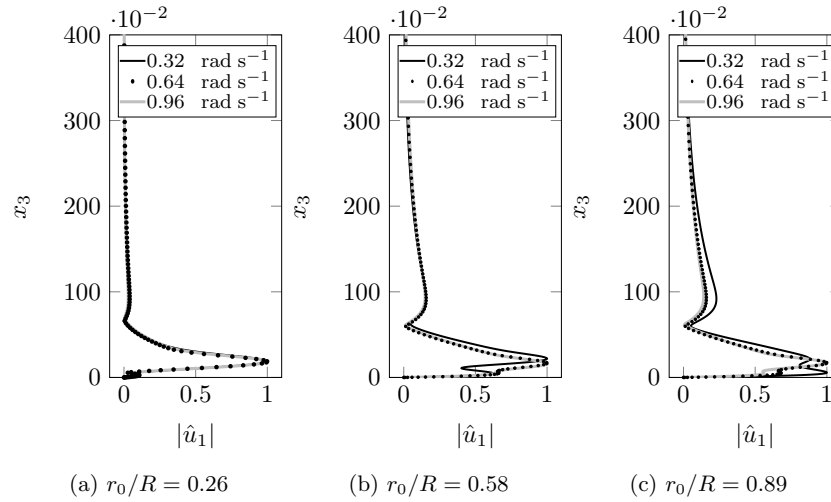 ·10⁻² ·10⁻² ·10⁻²
400 400 400
0.32 rad s⁻¹ 0.32 rad s⁻¹ 0.32 rad s⁻¹
0.64 rad s⁻¹ 0.64 rad s⁻¹ 0.64 rad s⁻¹
0.96 rad s⁻¹ 0.96 rad s⁻¹ 0.96 rad s⁻¹
300 300 300
x₃ x₃ x₃
200 200 200
100 100 100
0 0 0
0 0.5 1 0 0.5 1 0 0.5 1
|û₁| |û₁| |û₁|
(a) r₀/R = 0.26 (b) r₀/R = 0.58 (c) r₀/R = 0.89